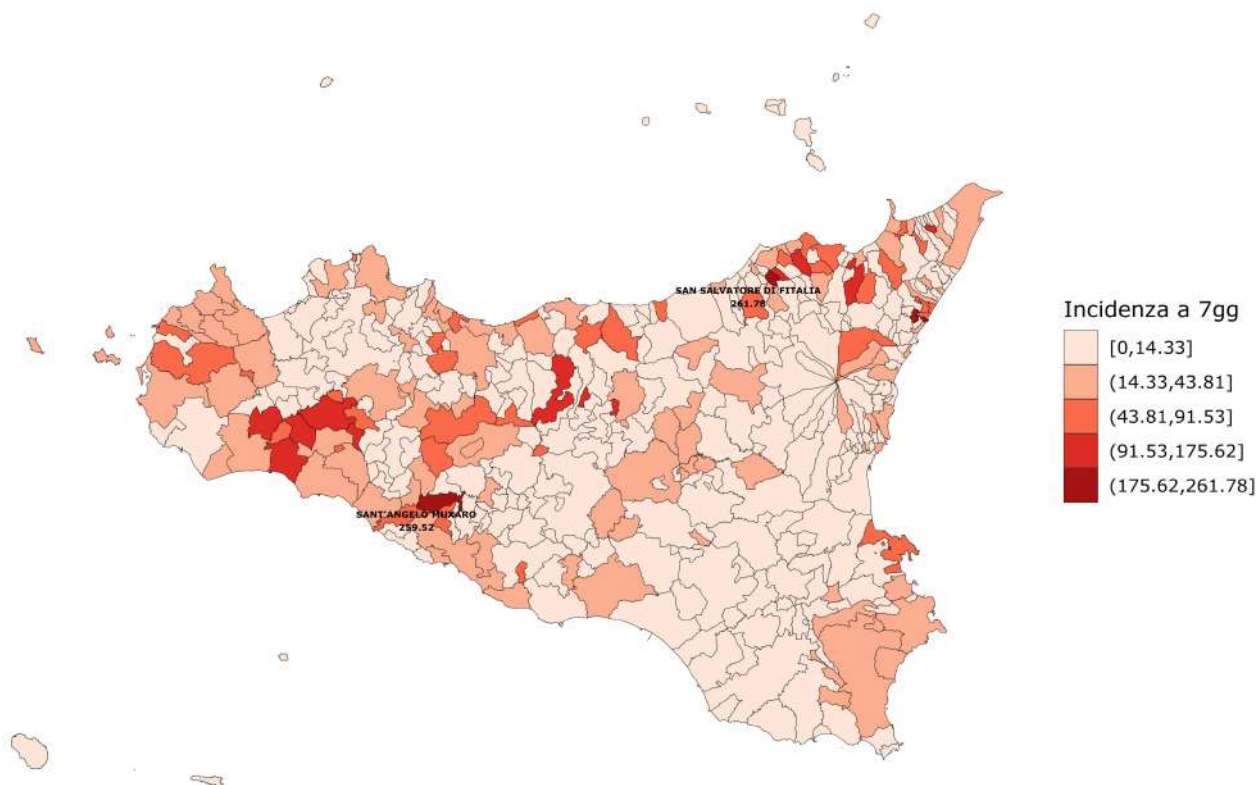 SAN SALVATORE DI FITALIA
261.78
SANT'ANGELO MUXARO
259.52
Incidenza a 7gg
[0,14.33]
(14.33,43.81]
(43.81,91.53]
(91.53,175.62]
(175.62,261.78]